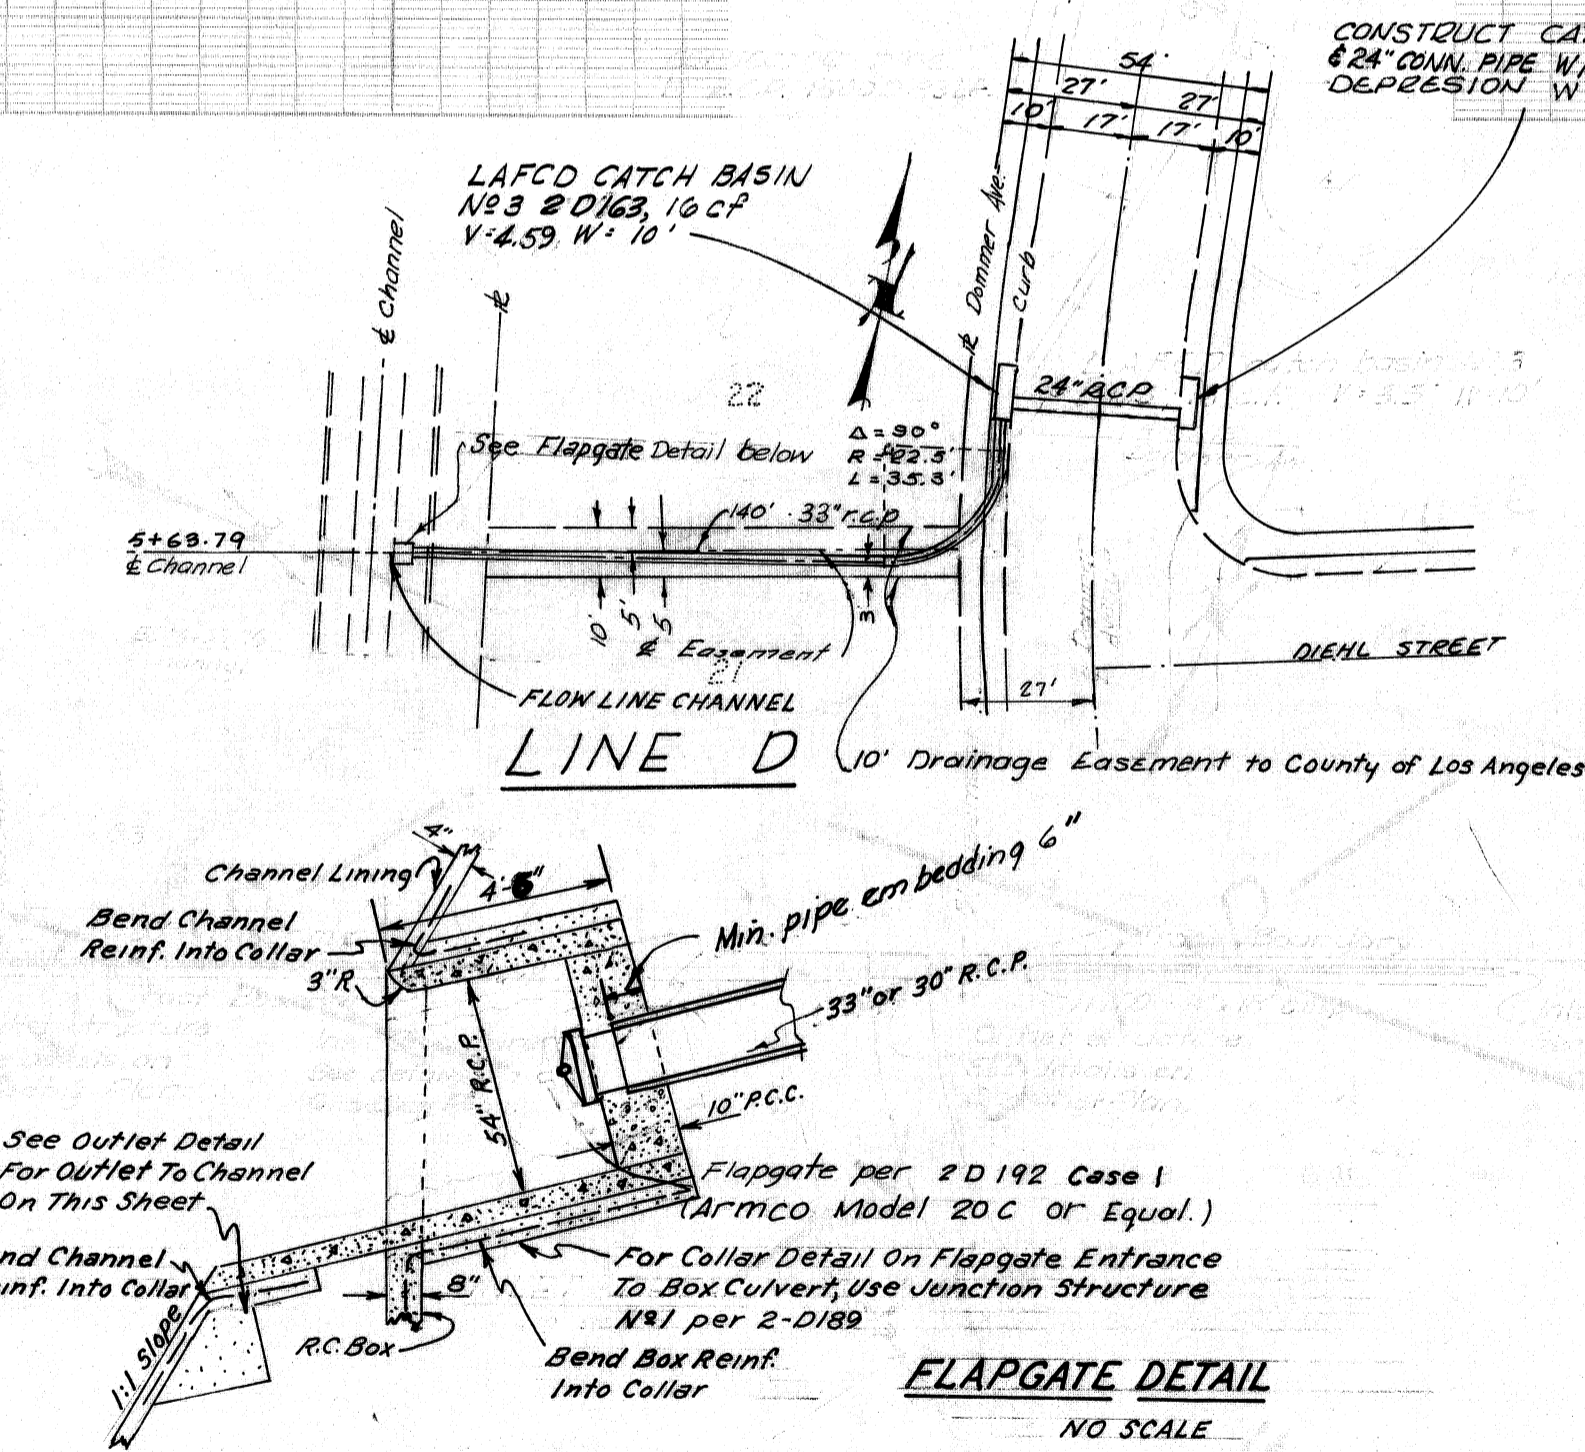 CONSTRUCT CA
₵ 24" CONN. PIPE W/
DEPRESION W
54'
27'
27'
10'
17'
17'
10'
LAFCD CATCH BASIN
Nº 3 2 D163, 16 cf
V=4.59 W= 10'
₵ Channel
PL
PL Dommer Ave.
Curb
24" RCP
22
Δ = 90°
R = 22.5'
L = 35.3'
See Flapgate Detail below
140' 33" r.c.p
5+63.79
₵ Channel
10'
5'
5'
3'
₵ Easement
21
DIEHL STREET
27'
FLOW LINE CHANNEL
LINE D
10' Drainage Easement to County of Los Angeles
4"
Channel Lining
4'-6"
Bend Channel
Reinf. Into Collar
3"R
Min. pipe embedding 6"
33" or 30" R.C.P.
54" R.C.P.
10" P.C.C.
See Outlet Detail
For Outlet To Channel
On This Sheet
Flapgate per 2 D 192 Case 1
(Armco Model 20 C or Equal.)
nd Channel
inf. Into Collar
8"
For Collar Detail On Flapgate Entrance
To Box Culvert, Use Junction Structure
Nº 1 per 2-D189
1:1 Slope
R.C. Box
Bend Box Reinf.
Into Collar
FLAPGATE DETAIL
NO SCALE